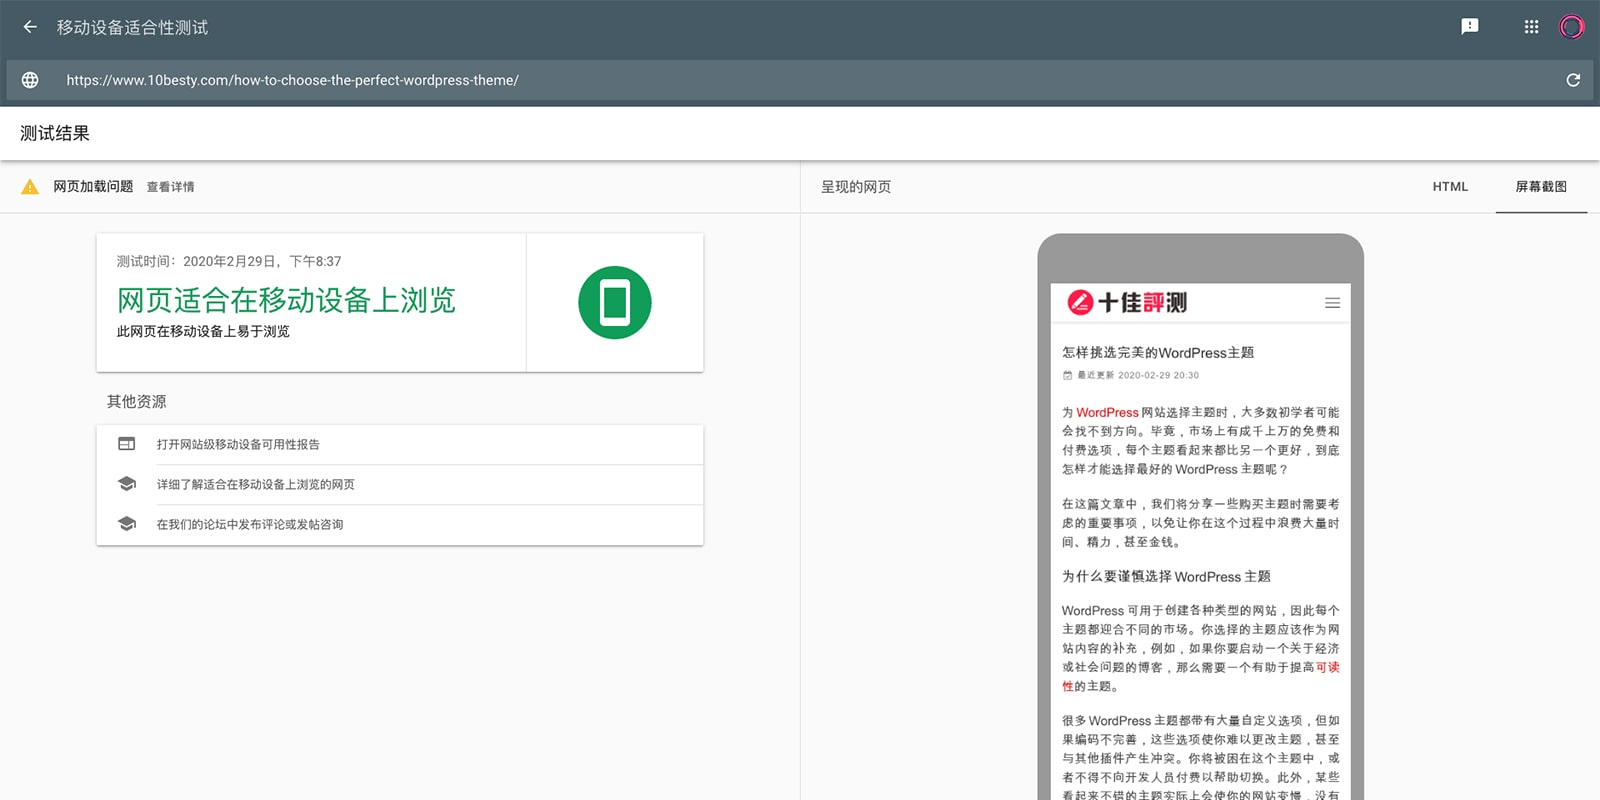 移动设备适合性测试
https://www.10besty.com/how-to-choose-the-perfect-wordpress-theme/
测试结果
网页加载问题 查看详情
呈现的网页
HTML
屏幕截图
测试时间：2020年2月29日，下午8:37
网页适合在移动设备上浏览
此网页在移动设备上易于浏览
其他资源
打开网站级移动设备可用性报告
详细了解适合在移动设备上浏览的网页
在我们的论坛中发布评论或发帖咨询
十佳評测
怎样挑选完美的WordPress主题
最近更新 2020-02-29 20:30
为 WordPress 网站选择主题时，大多数初学者可能
会找不到方向。毕竟，市场上有成千上万的免费和
付费选项，每个主题看起来都比另一个更好，到底
怎样才能选择最好的 WordPress 主题呢？
在这篇文章中，我们将分享一些购买主题时需要考
虑的重要事项，以免让你在这个过程中浪费大量时
间、精力，甚至金钱。
为什么要谨慎选择 WordPress 主题
WordPress 可用于创建各种类型的网站，因此每个
主题都迎合不同的市场。你选择的主题应该作为网
站内容的补充，例如，如果你要启动一个关于经济
或社会问题的博客，那么需要一个有助于提高可读
性的主题。
很多 WordPress 主题都带有大量自定义选项，但如
果编码不完善，这些选项使你难以更改主题，甚至
与其他插件产生冲突。你将被困在这个主题中，或
者不得不向开发人员付费以帮助切换。此外，某些
看起来不错的主题实际上会使你的网站变慢，没有